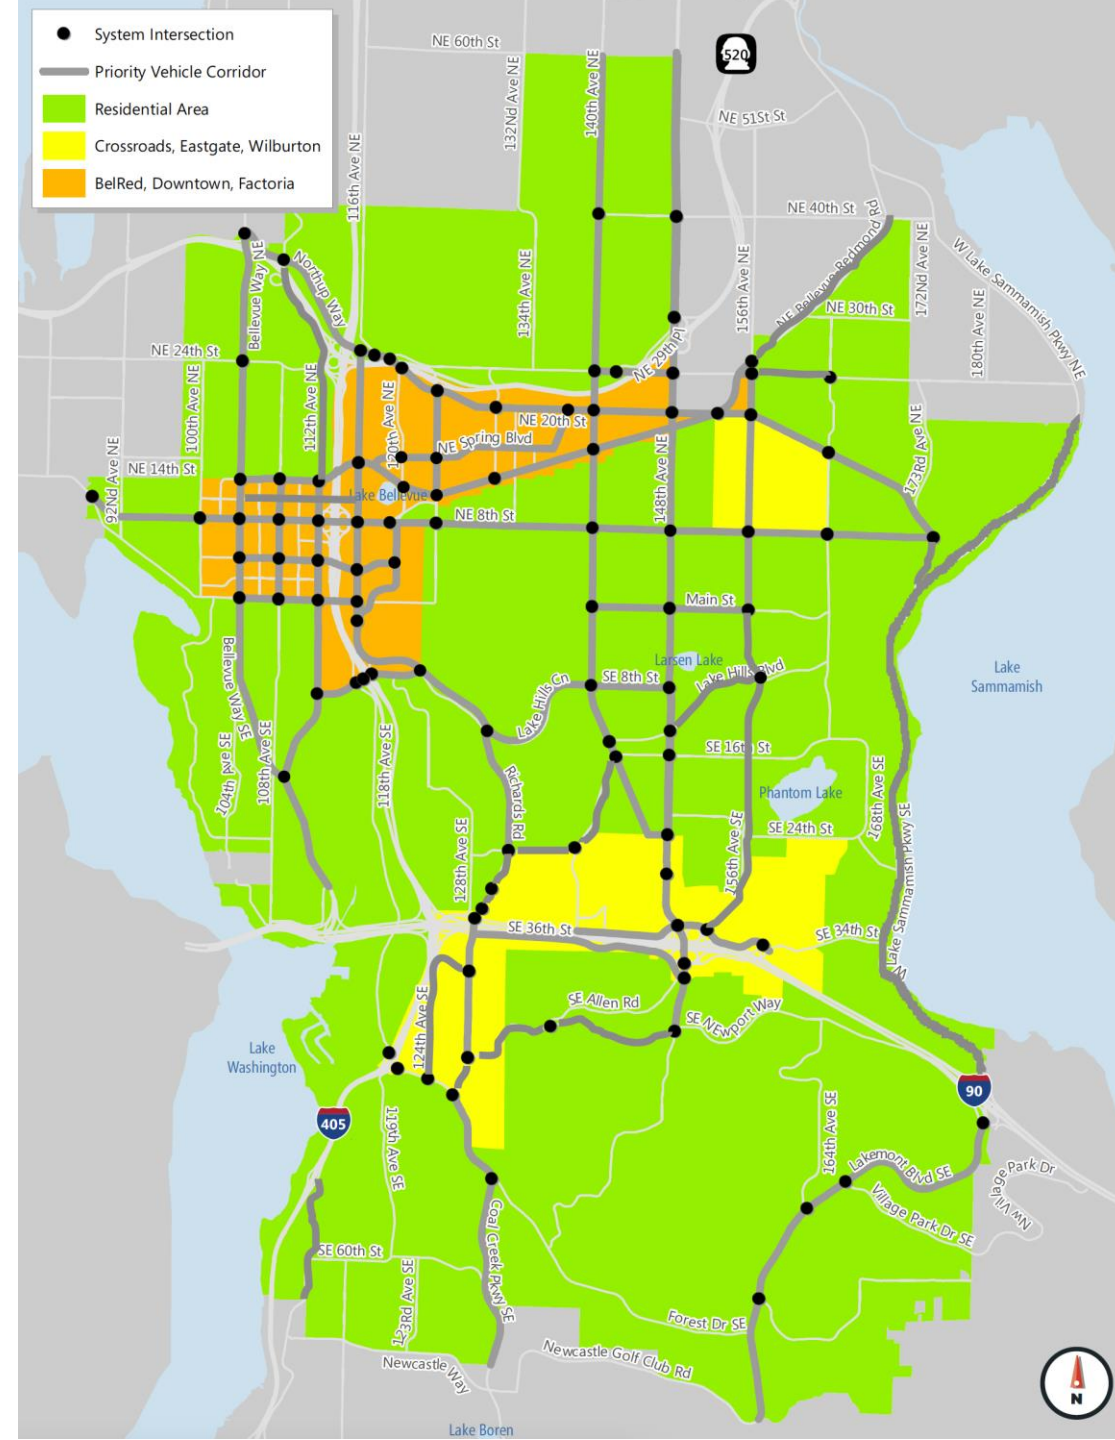 System Intersection
Priority Vehicle Corridor
Residential Area
Crossroads, Eastgate, Wilburton
BelRed, Downtown, Factoria
NE 60th St
520
132Nd Ave NE
140th Ave NE
NE 51St St
116th Ave NE
NE 40th St
NE Bellevue Redmond Rd
W Lake Sammamish Pkwy NE
172Nd Ave NE
Bellevue Way NE
Northup Way
134th Ave NE
156th Ave NE
NE 30th St
180th Ave NE
NE 24th St
NE 29th Pl
100th Ave NE
112th Ave NE
120th Ave NE
NE 20th St
NE Spring Blvd
173Rd Ave NE
92Nd Ave NE
NE 14th St
148th Ave NE
Lake Bellevue
NE 8th St
Main St
Larsen Lake
Lake Hills Blvd
Lake
Sammamish
Bellevue Way SE
SE 8th St
Lake Hills Cn
104th Ave SE and
108th Ave SE
118th Ave SE
SE 16th St
Richards Rd
Phantom Lake
168th Ave SE
128th Ave SE
SE 24th St
156th Ave SE
W Lake Sammamish Pkwy SE
SE 36th St
SE 34th St
124th Ave SE
SE Allen Rd
SE Newport Way
Lake
Washington
90
405
119th Ave SE
164th Ave SE
Lakemont Blvd SE
NW Village Park Dr
Village Park Dr SE
Coal Creek Pkwy SE
SE 60th St
123Rd Ave SE
Forest Dr SE
Newcastle Way
Newcastle Golf Club Rd
N
Lake Boren